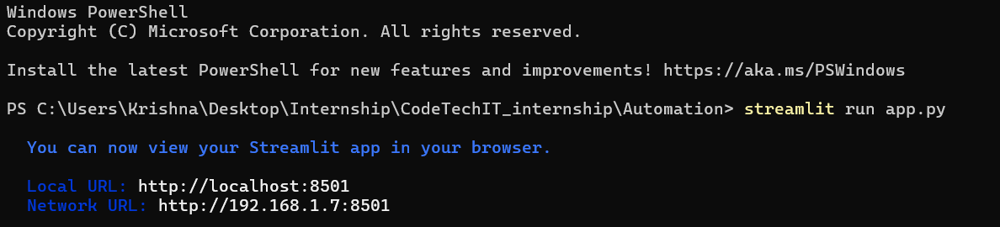 Windows PowerShell
Copyright (C) Microsoft Corporation. All rights reserved.
Install the latest PowerShell for new features and improvements! https://aka.ms/PSWindows
PS C:\Users\Krishna\Desktop\Internship\CodeTechIT_internship\Automation> streamlit run app.py
You can now view your Streamlit app in your browser.
Local URL: http://localhost:8501
Network URL: http://192.168.1.7:8501